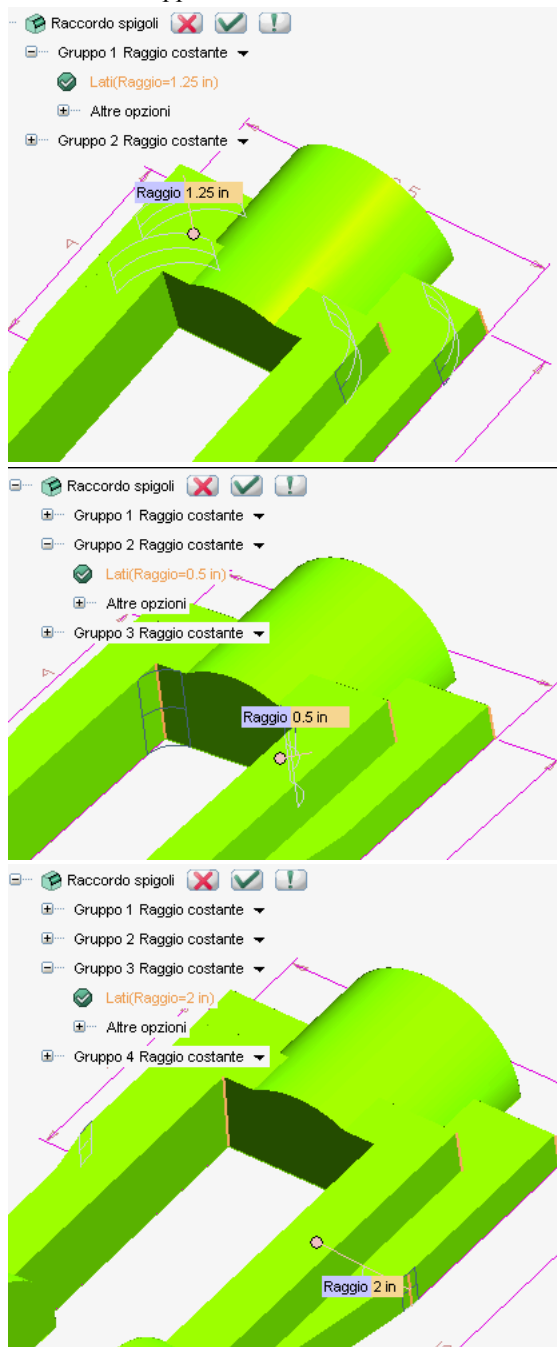 Raccordo spigoli
Gruppo 1 Raggio costante
Lati(Raggio=1.25 in)
Altre opzioni
Gruppo 2 Raggio costante
Raggio 1.25 in
Raccordo spigoli
Gruppo 1 Raggio costante
Gruppo 2 Raggio costante
Lati(Raggio=0.5 in)
Altre opzioni
Gruppo 3 Raggio costante
Raggio 0.5 in
Raccordo spigoli
Gruppo 1 Raggio costante
Gruppo 2 Raggio costante
Gruppo 3 Raggio costante
Lati(Raggio=2 in)
Altre opzioni
Gruppo 4 Raggio costante
Raggio 2 in